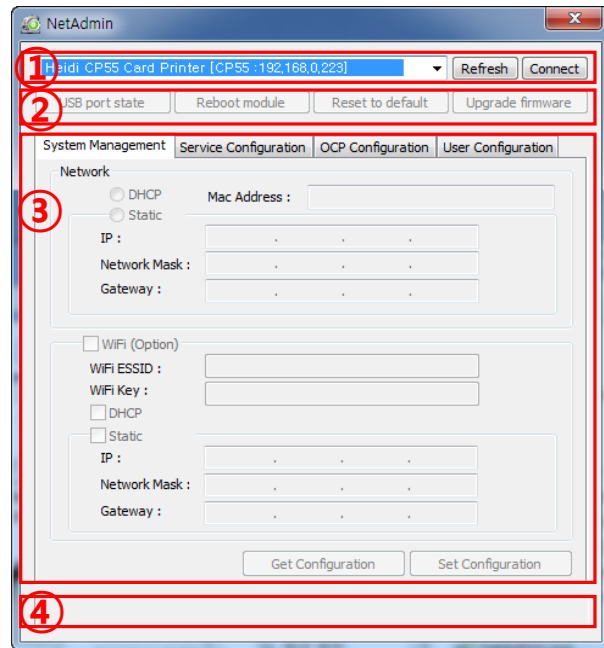 NetAdmin
① Heidi CP55 Card Printer [CP55 :192,168,0,223] Refresh Connect
② USB port state Reboot module Reset to default Upgrade firmware
System Management Service Configuration OCP Configuration User Configuration
Network
③ DHCP Mac Address :
Static
IP : . . .
Network Mask :
Gateway : . . .
WiFi (Option)
WiFi ESSID :
WiFi Key :
DHCP
Static
IP : . . .
Network Mask :
Gateway : . . .
Get Configuration Set Configuration
④